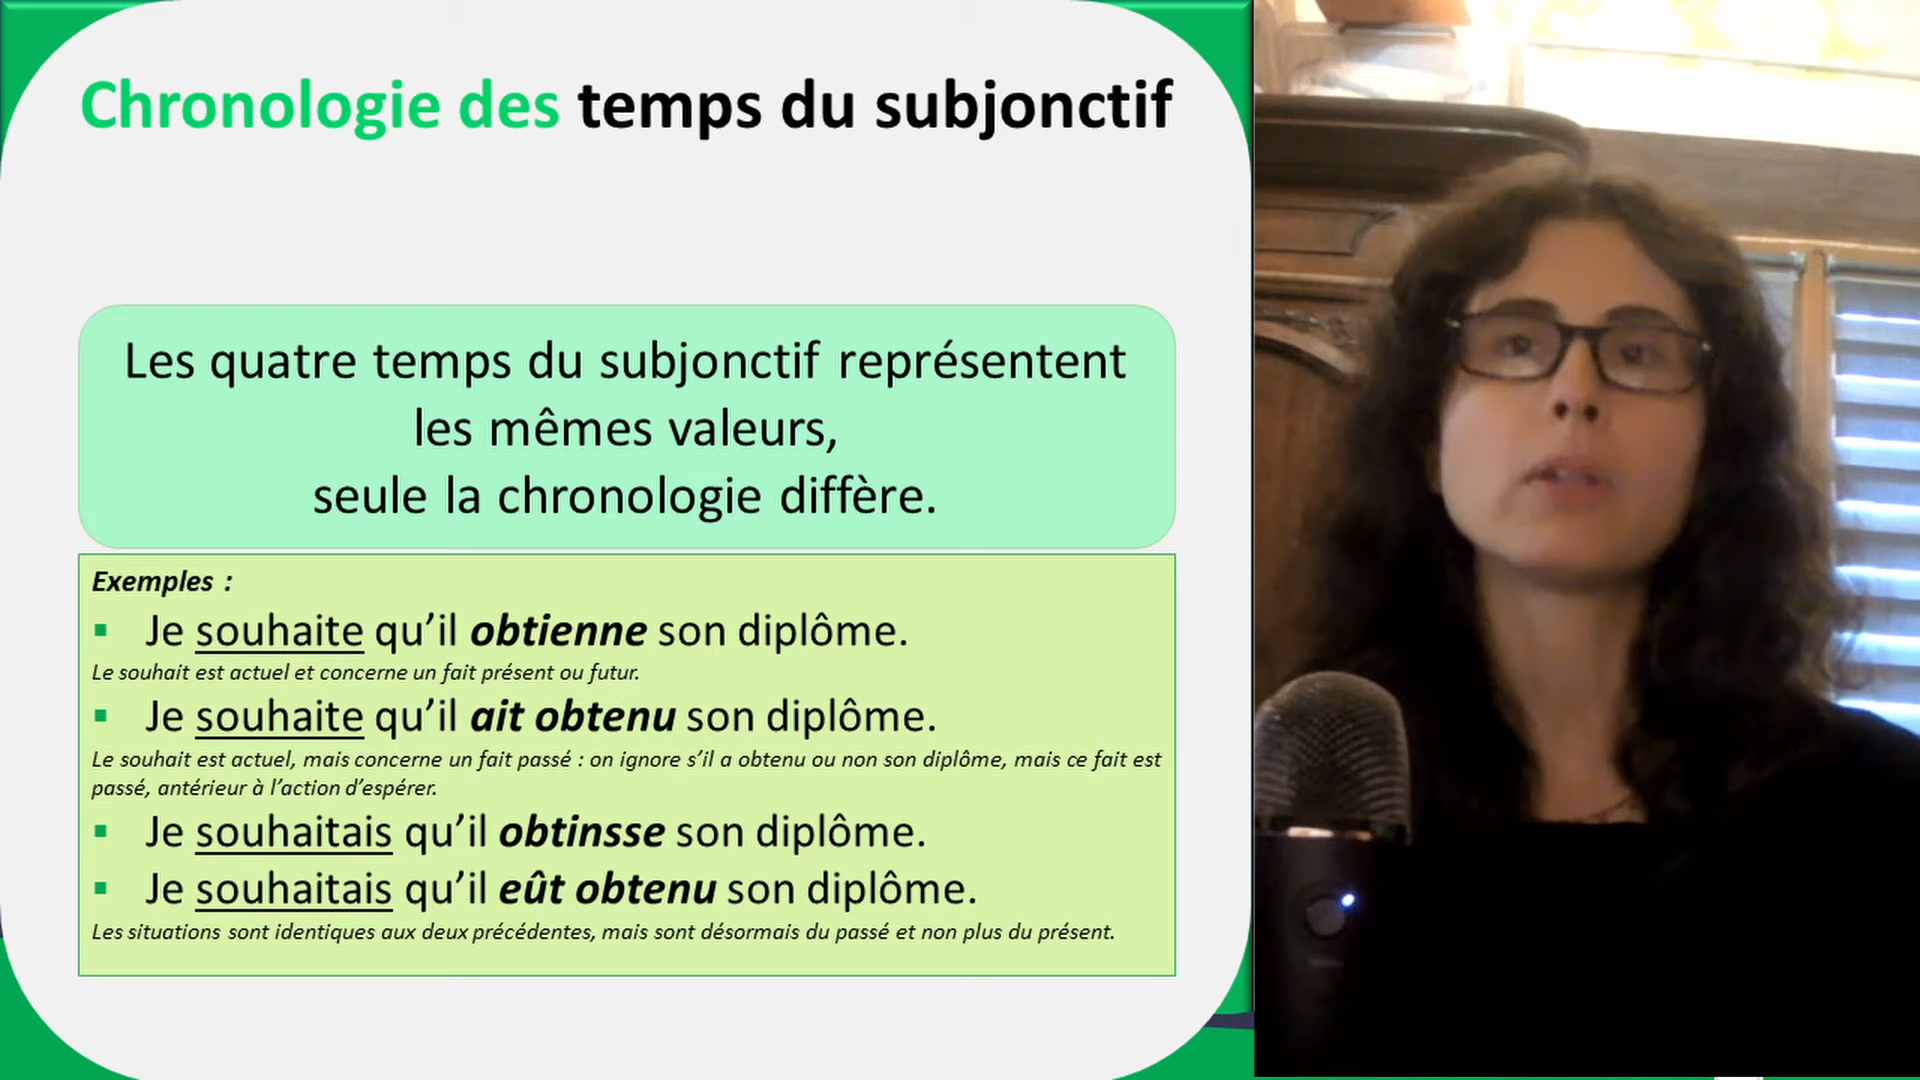 Chronologie des temps du subjonctif
Les quatre temps du subjonctif représentent
les mêmes valeurs,
seule la chronologie diffère.
Exemples :
▪ Je souhaite qu’il obtienne son diplôme.
Le souhait est actuel et concerne un fait présent ou futur.
▪ Je souhaite qu’il ait obtenu son diplôme.
Le souhait est actuel, mais concerne un fait passé : on ignore s’il a obtenu ou non son diplôme, mais ce fait est
passé, antérieur à l’action d’espérer.
▪ Je souhaitais qu’il obtinsse son diplôme.
▪ Je souhaitais qu’il eût obtenu son diplôme.
Les situations sont identiques aux deux précédentes, mais sont désormais du passé et non plus du présent.